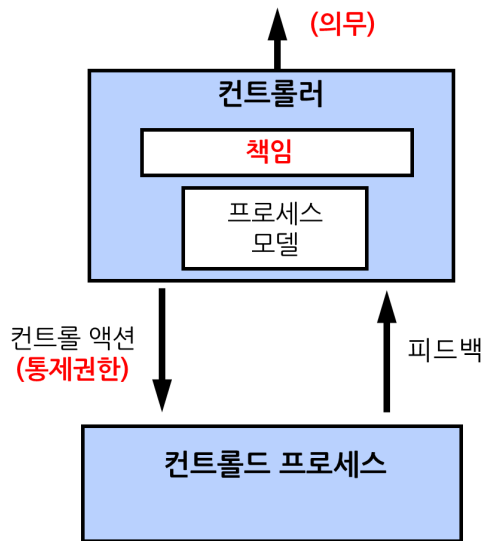 (의무)
컨트롤러
책임
프로세스
모델
컨트롤 액션
(통제권한)
피드백
컨트롤드 프로세스